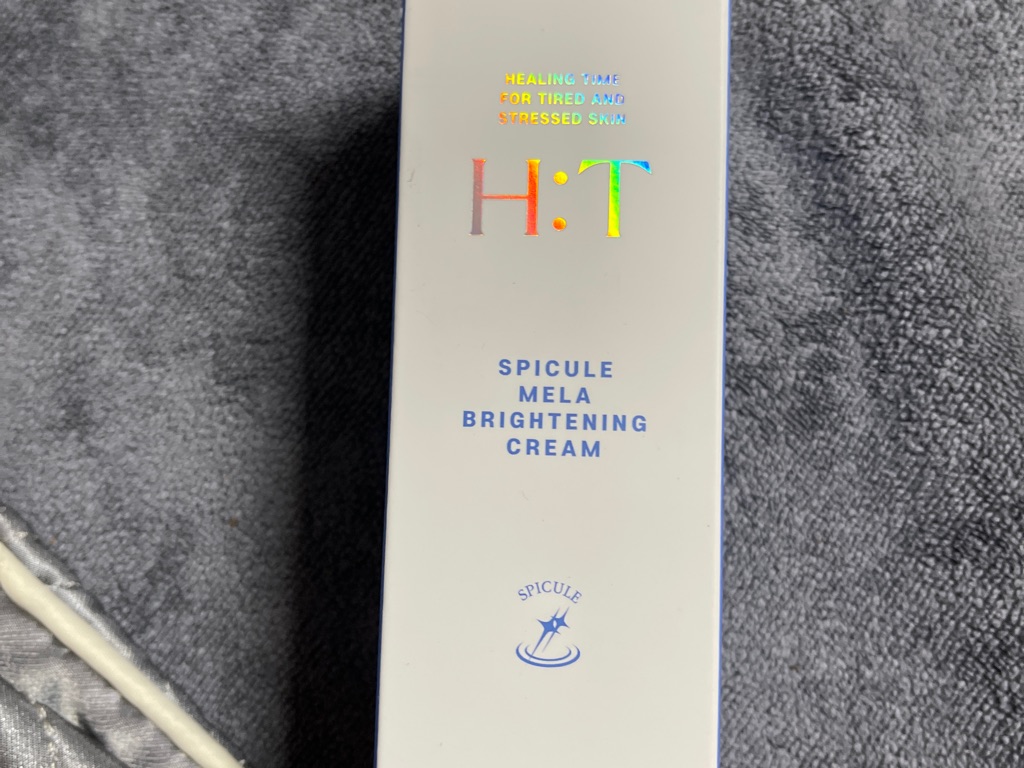 HEALING TIME
FOR TIRED AND
STRESSED SKIN
H:T
SPICULE
MELA
BRIGHTENING
CREAM
SPICULE